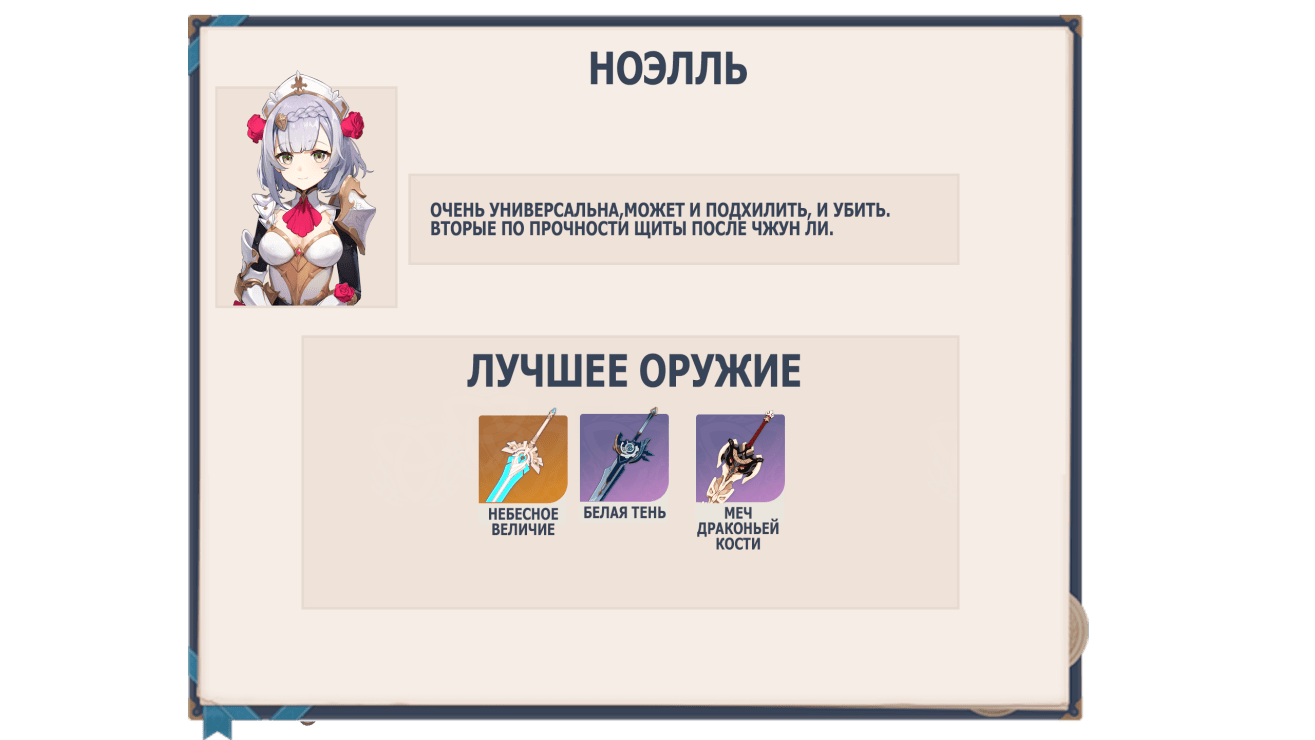 НОЭЛЛЬ
ОЧЕНЬ УНИВЕРСАЛЬНА,МОЖЕТ И ПОДХИЛИТЬ, И УБИТЬ.
ВТОРЫЕ ПО ПРОЧНОСТИ ЩИТЫ ПОСЛЕ ЧЖУН ЛИ.
ЛУЧШЕЕ ОРУЖИЕ
НЕБЕСНОЕ
ВЕЛИЧИЕ
БЕЛАЯ ТЕНЬ
МЕЧ
ДРАКОНЬЕЙ
КОСТИ